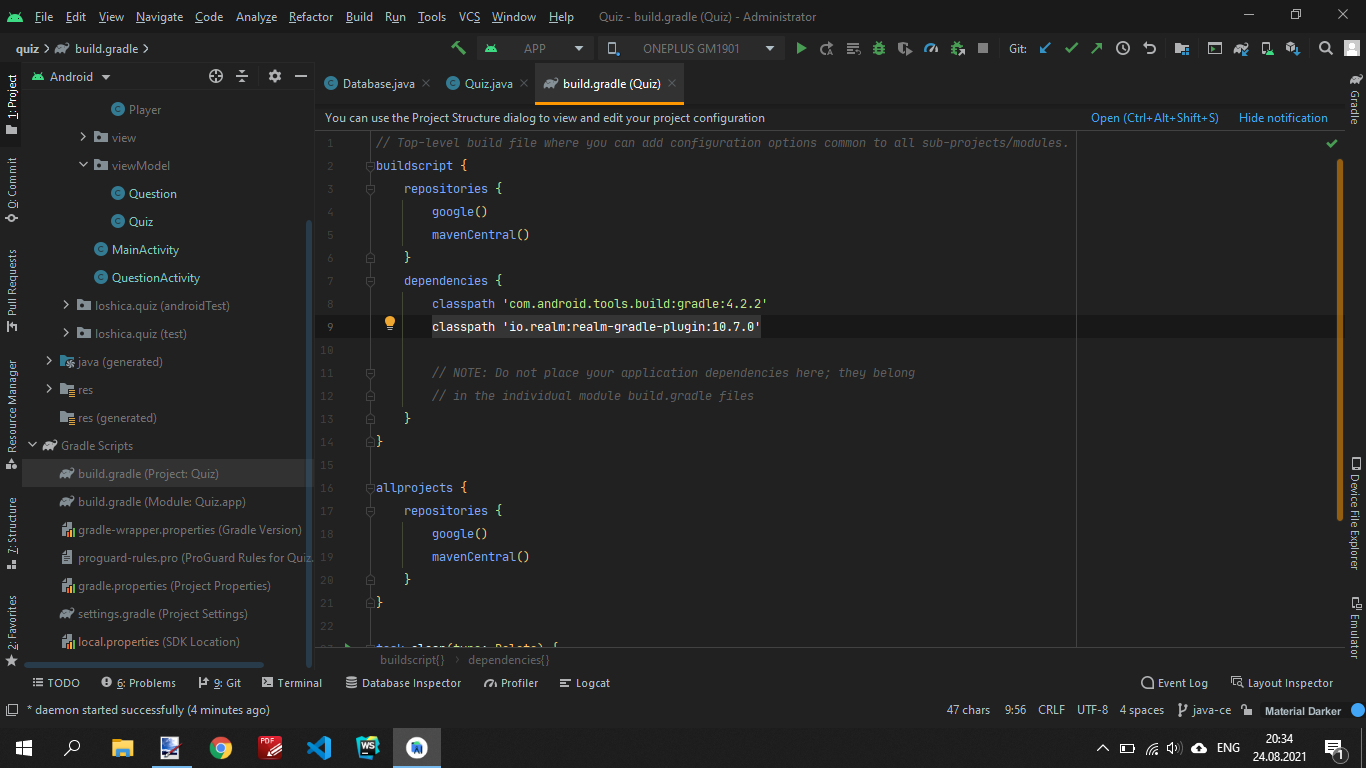 File Edit View Navigate Code Analyze Refactor Build Run Tools VCS Window Help Quiz - build.gradle (Quiz) - Administrator
quiz build.gradle APP ONEPLUS GM1901 Git:
1: Project
0: Commit
Pull Requests
Resource Manager
7: Structure
2: Favorites
Android
Player
view
viewModel
Question
Quiz
MainActivity
QuestionActivity
loshica.quiz (androidTest)
loshica.quiz (test)
java (generated)
res
res (generated)
Gradle Scripts
build.gradle (Project: Quiz)
build.gradle (Module: Quiz.app)
gradle-wrapper.properties (Gradle Version)
proguard-rules.pro (ProGuard Rules for Quiz.
gradle.properties (Project Properties)
settings.gradle (Project Settings)
local.properties (SDK Location)
Database.java Quiz.java build.gradle (Quiz)
You can use the Project Structure dialog to view and edit your project configuration Open (Ctrl+Alt+Shift+S) Hide notification
1 // Top-level build file where you can add configuration options common to all sub-projects/modules.
2 buildscript {
3 repositories {
4 google()
5 mavenCentral()
6 }
7 dependencies {
8 classpath 'com.android.tools.build:gradle:4.2.2'
9 classpath 'io.realm:realm-gradle-plugin:10.7.0'
10
11 // NOTE: Do not place your application dependencies here; they belong
12 // in the individual module build.gradle files
13 }
14 }
15
16 allprojects {
17 repositories {
18 google()
19 mavenCentral()
20 }
21 }
22
23 task clean(type: Delete) {
buildscript{} dependencies{}
Gradle
Device File Explorer
Emulator
TODO 6: Problems 9: Git Terminal Database Inspector Profiler Logcat Event Log Layout Inspector
* daemon started successfully (4 minutes ago) 47 chars 9:56 CRLF UTF-8 4 spaces java-ce Material Darker
PDF WS ENG 20:34
24.08.2021 1